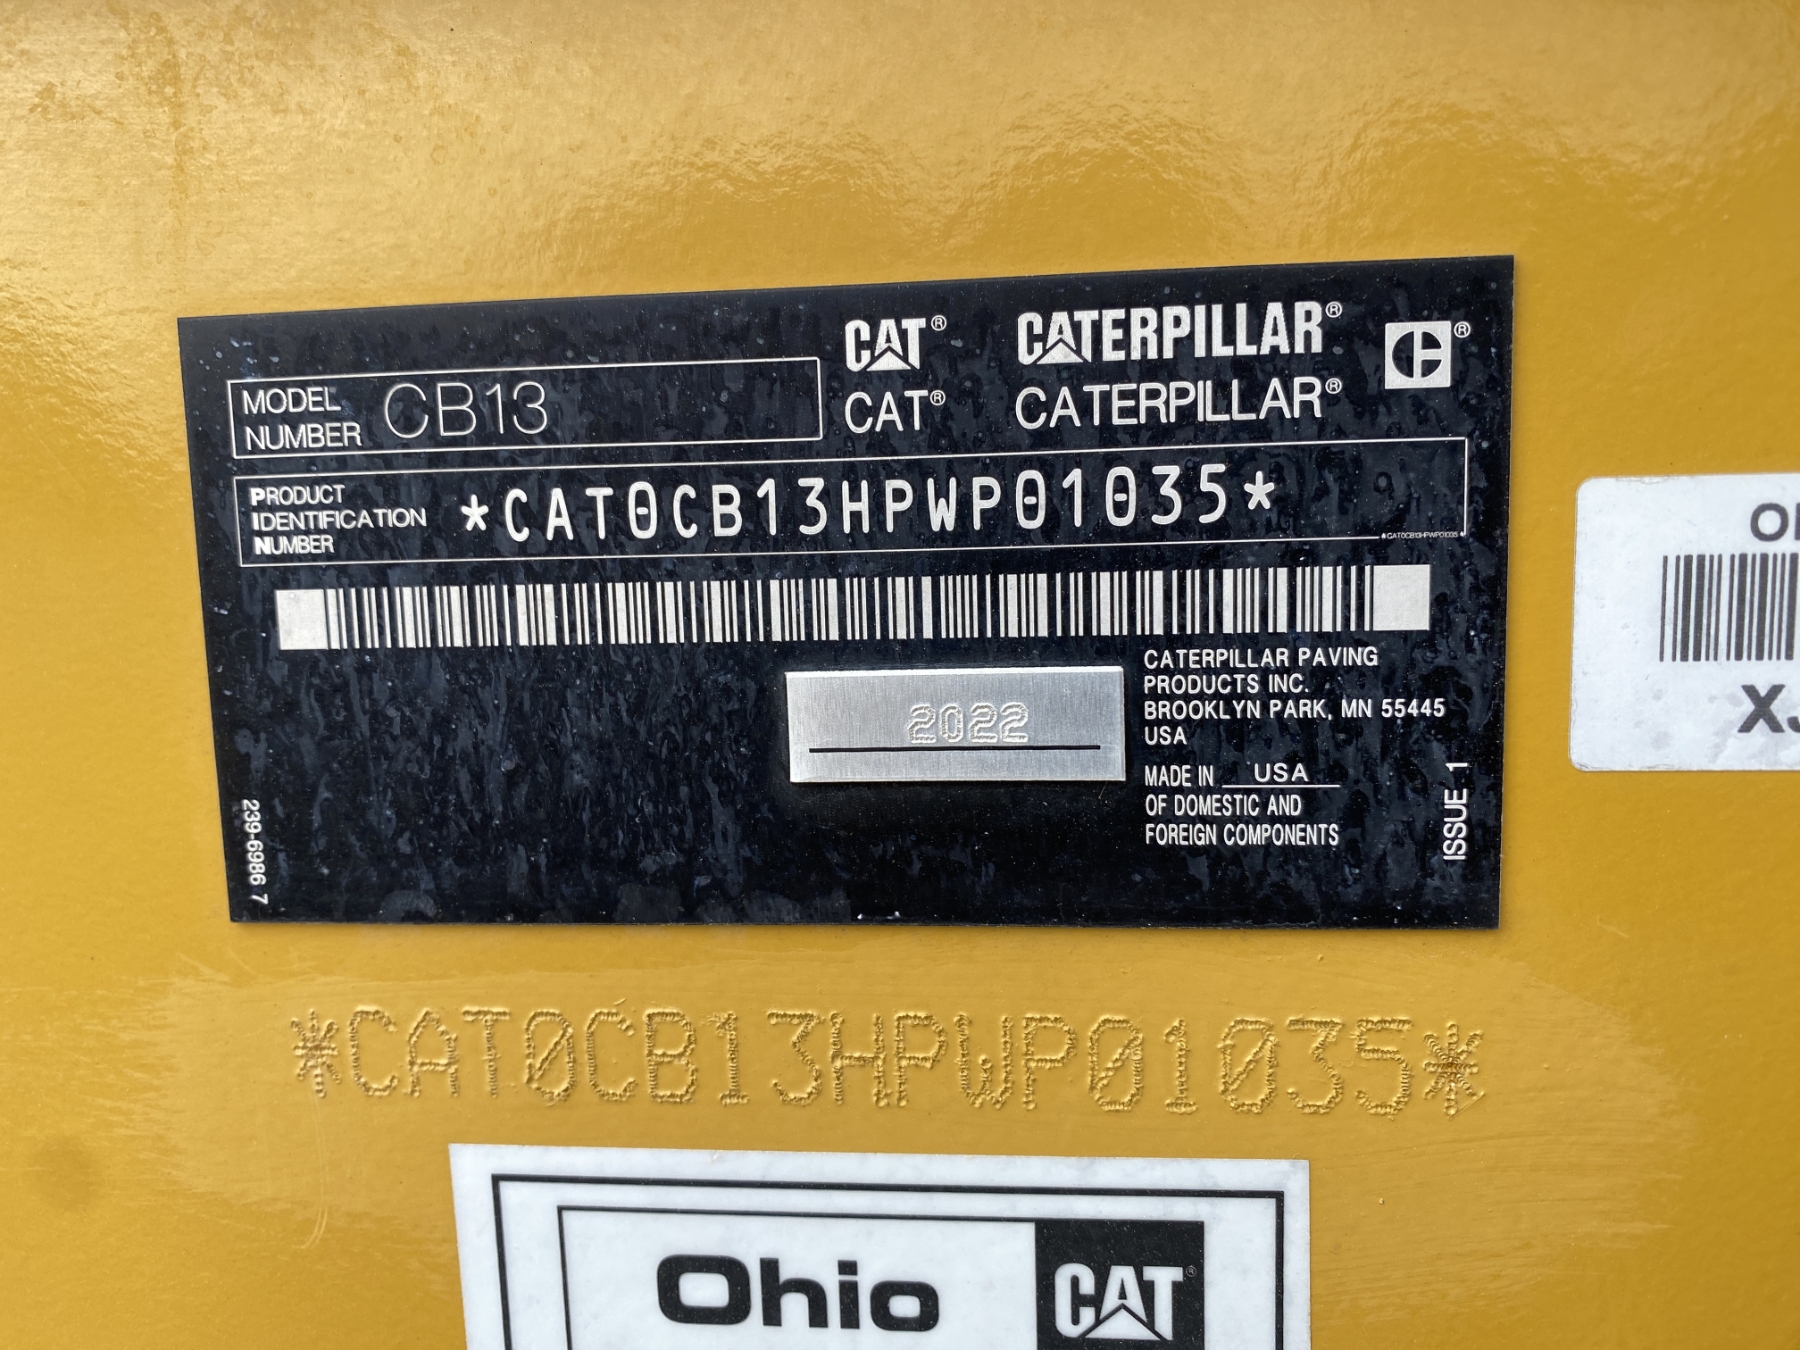 CAT® CATERPILLAR® ®
CAT® CATERPILLAR®
MODEL NUMBER CB13
PRODUCT IDENTIFICATION NUMBER *CAT0CB13HPWP01035*
*CAT0CB13HPWP01035*
2022
CATERPILLAR PAVING
PRODUCTS INC.
BROOKLYN PARK, MN 55445
USA
MADE IN USA
OF DOMESTIC AND
FOREIGN COMPONENTS
239-6986 7
ISSUE 1
*CAT0CB13HPWP01035*
Ohio CAT®